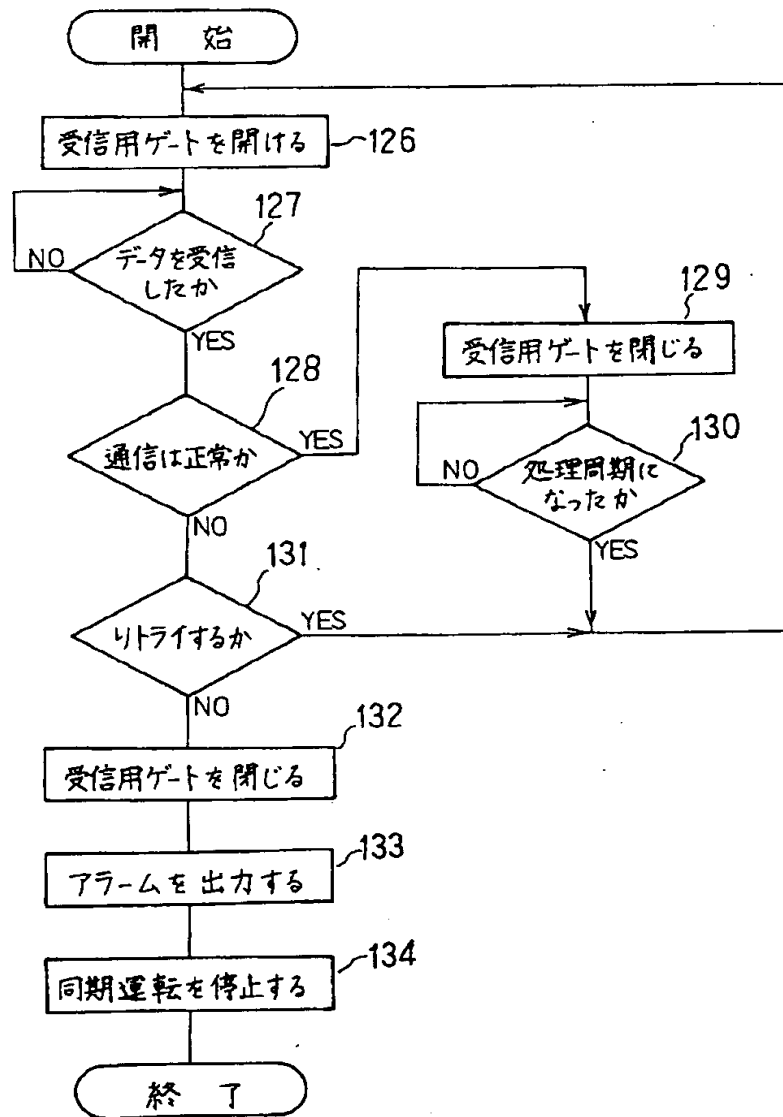 開 始
受信用ゲートを開ける
126
127
データを受信
したか
NO
YES
128
通信は正常か
YES
NO
129
受信用ゲートを閉じる
130
処理周期に
なったか
NO
YES
131
リトライするか
YES
NO
132
受信用ゲートを閉じる
133
アラームを出力する
134
同期運転を停止する
終 了